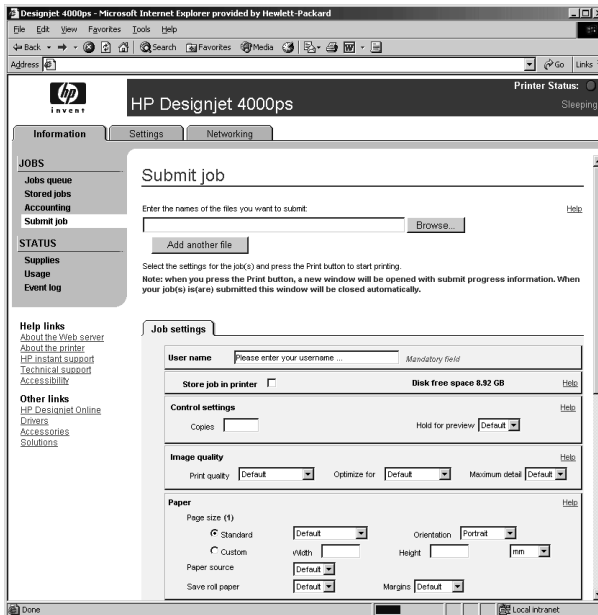 Designjet 4000ps - Microsoft Internet Explorer provided by Hewlett-Packard
File Edit View Favorites Tools Help
Back Search Favorites Media
Address Go Links
hp
invent
Printer Status:
HP Designjet 4000ps
Sleeping
Information Settings Networking
JOBS
Jobs queue
Stored jobs
Accounting
Submit job
STATUS
Supplies
Usage
Event log
Help links
About the Web server
About the printer
HP instant support
Technical support
Accessibility
Other links
HP Designjet Online
Drivers
Accessories
Solutions
Submit job
Enter the names of the files you want to submit: Help
Browse...
Add another file
Select the settings for the job(s) and press the Print button to start printing.
Note: when you press the Print button, a new window will be opened with submit progress information. When
your job(s) is(are) submitted this window will be closed automatically.
Job settings
User name Please enter your username ... Mandatory field
Store job in printer Disk free space 8.92 GB Help
Control settings Help
Copies Hold for preview Default
Image quality Help
Print quality Default Optimize for Default Maximum detail Default
Paper Help
Page size (1)
Standard Default Orientation Portrait
Custom Width Height mm
Paper source Default
Save roll paper Default Margins Default
Done Local intranet